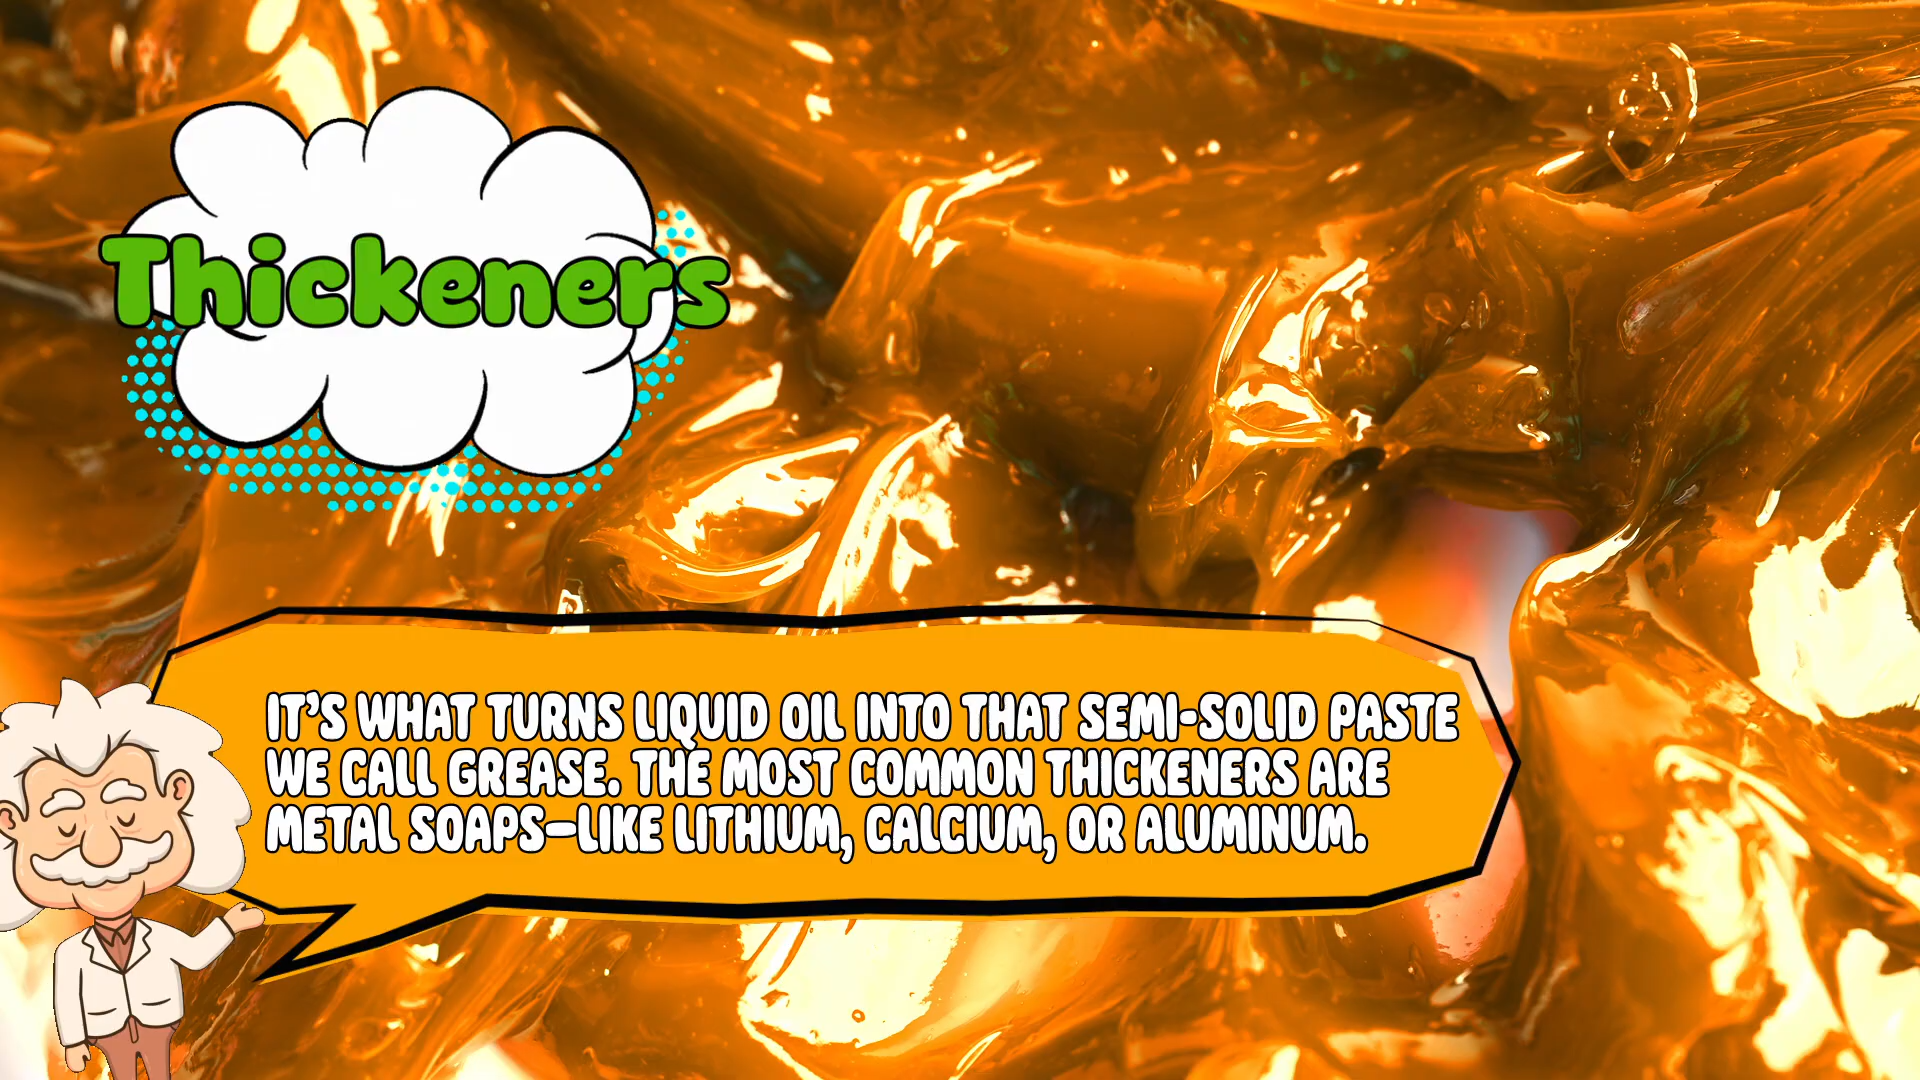 Thickeners
IT'S WHAT TURNS LIQUID OIL INTO THAT SEMI-SOLID PASTE
WE CALL GREASE. THE MOST COMMON THICKENERS ARE
METAL SOAPS–LIKE LITHIUM, CALCIUM, OR ALUMINUM.